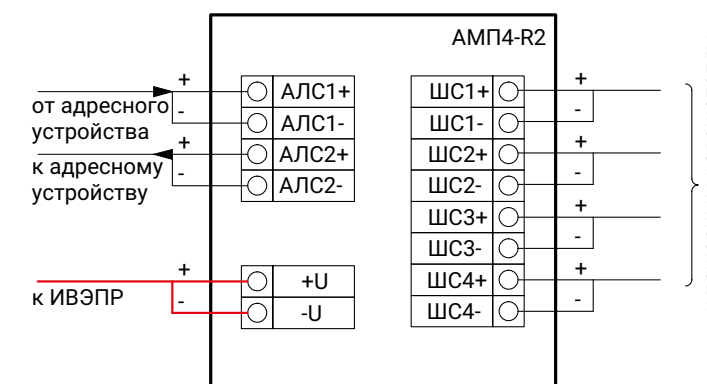 АМП4-R2
+
от адресного
устройства
-
+
к адресному
устройству
-
АЛС1+
АЛС1-
АЛС2+
АЛС2-
+
к ИВЭПР
-
+U
-U
ШС1+
ШС1-
ШС2+
ШС2-
ШС3+
ШС3-
ШС4+
ШС4-
+
-
+
-
+
-
+
-